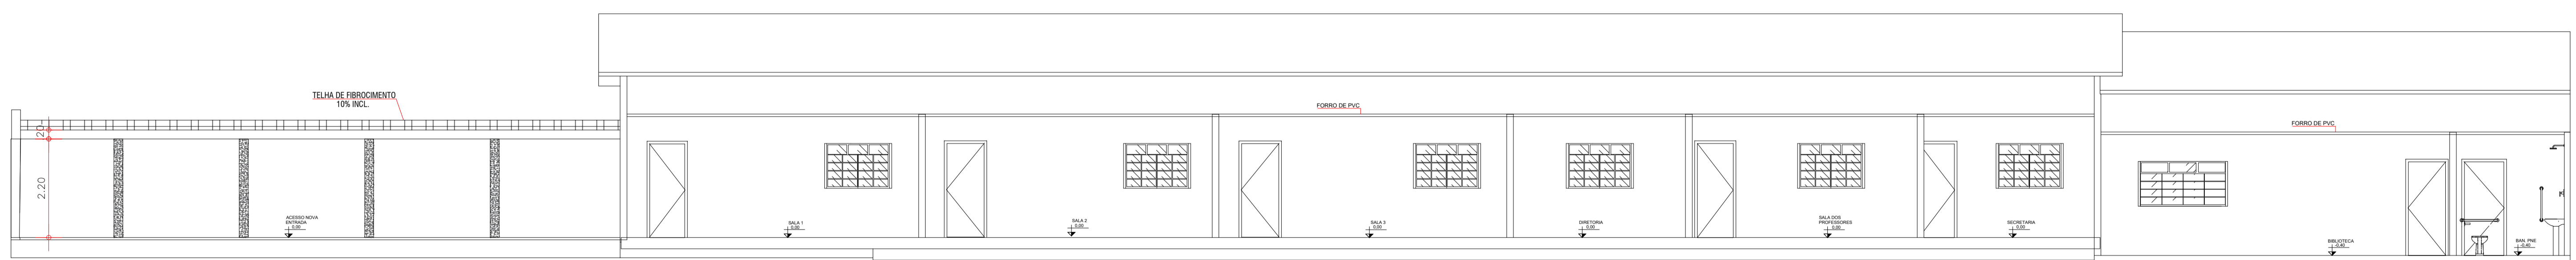 TELHA DE FIBROCIMENTO
10% INCL.
.20
2.20
ACESSO NOVA
ENTRADA
0,00
SALA 1
0,00
SALA 2
0,00
FORRO DE PVC
SALA 3
0,00
DIRETORIA
0,00
SALA DOS
PROFESSORES
0,00
SECRETARIA
0,00
FORRO DE PVC
BIBLIOTECA
-0,40
BAN. PNE
-0,40